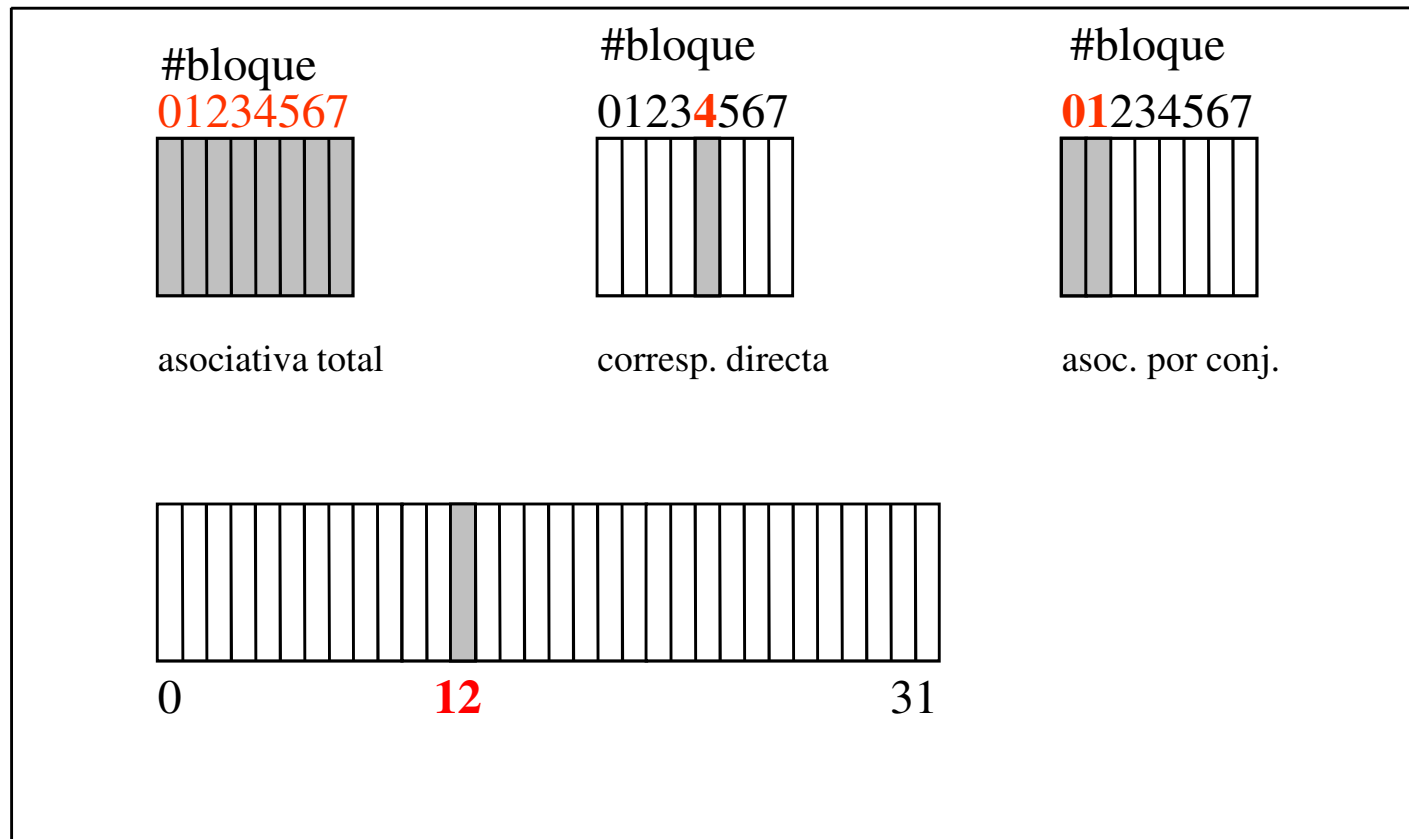 #bloque
01234567
asociativa total
#bloque
01234567
corresp. directa
#bloque
01234567
asoc. por conj.
0
12
31